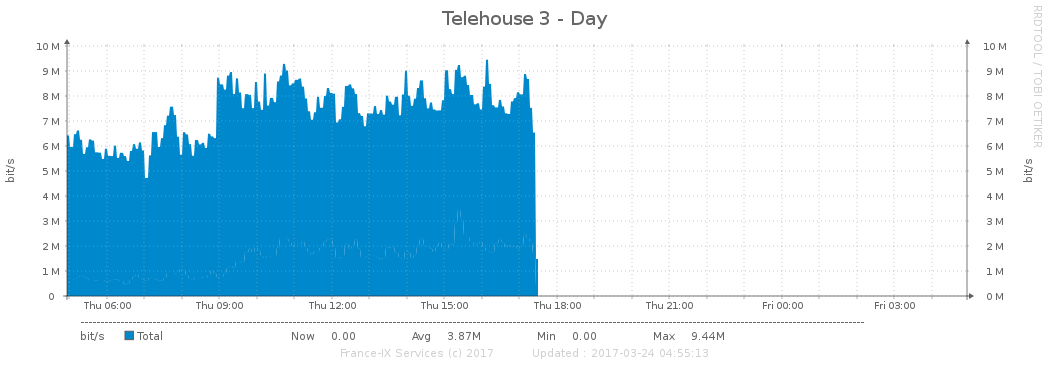 Telehouse 3 - Day
RRDTOOL / TOBI OETIKER
bit/s
10 M
9 M
8 M
7 M
6 M
5 M
4 M
3 M
2 M
1 M
0
10 M
9 M
8 M
7 M
6 M
5 M
4 M
3 M
2 M
1 M
0 M
bit/s
Thu 06:00 Thu 09:00 Thu 12:00 Thu 15:00 Thu 18:00 Thu 21:00 Fri 00:00 Fri 03:00
bit/s Total Now 0.00 Avg 3.87M Min 0.00 Max 9.44M
France-IX Services (c) 2017 Updated : 2017-03-24 04:55:13